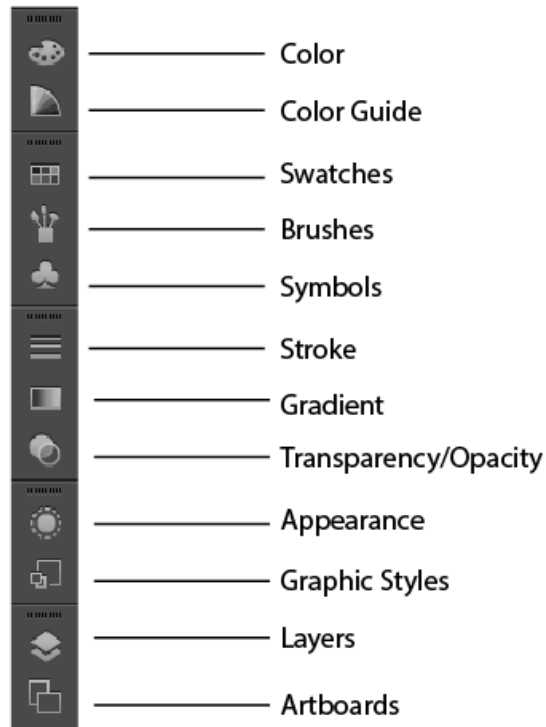 Color
Color Guide
Swatches
Brushes
Symbols
Stroke
Gradient
Transparency/Opacity
Appearance
Graphic Styles
Layers
Artboards